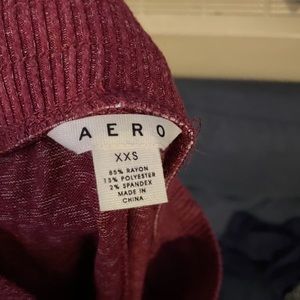 AERO
XXS
85% RAYON
13% POLYESTER
2% SPANDEX
MADE IN
CHINA